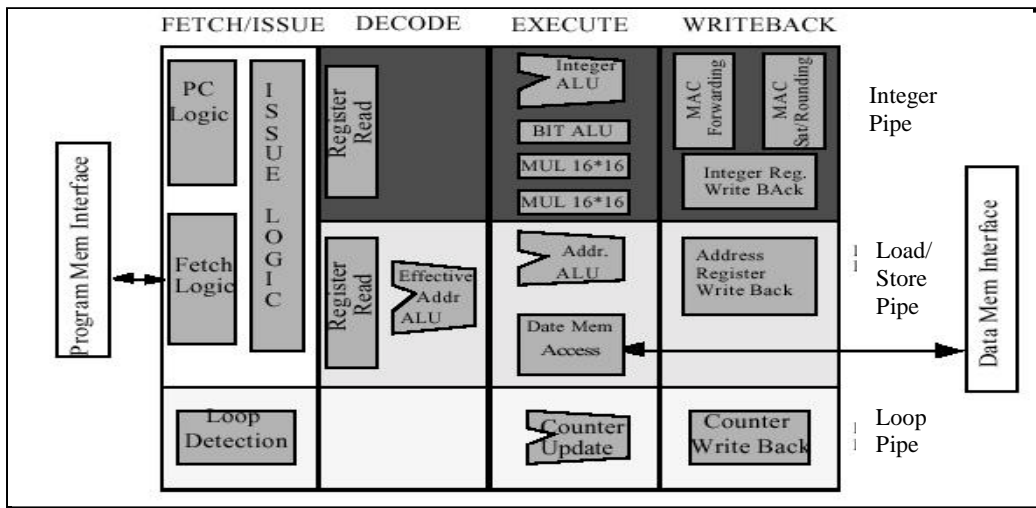 FETCH/ISSUE DECODE EXECUTE WRITEBACK
PC
Logic
ISSUE LOGIC
Register
Read
Integer
ALU
BIT ALU
MUL 16*16
MUL 16*16
MAC
Forwarding
MAC
Sat/Rounding
Integer Reg.
Write BAck
Integer
Pipe
Program Mem Interface
Fetch
Logic
Register
Read
Effective
Addr
ALU
Addr.
ALU
Date Mem
Access
Address
Register
Write Back
Load/
Store
Pipe
Data Mem Interface
Loop
Detection
Counter
Update
Counter
Write Back
Loop
Pipe